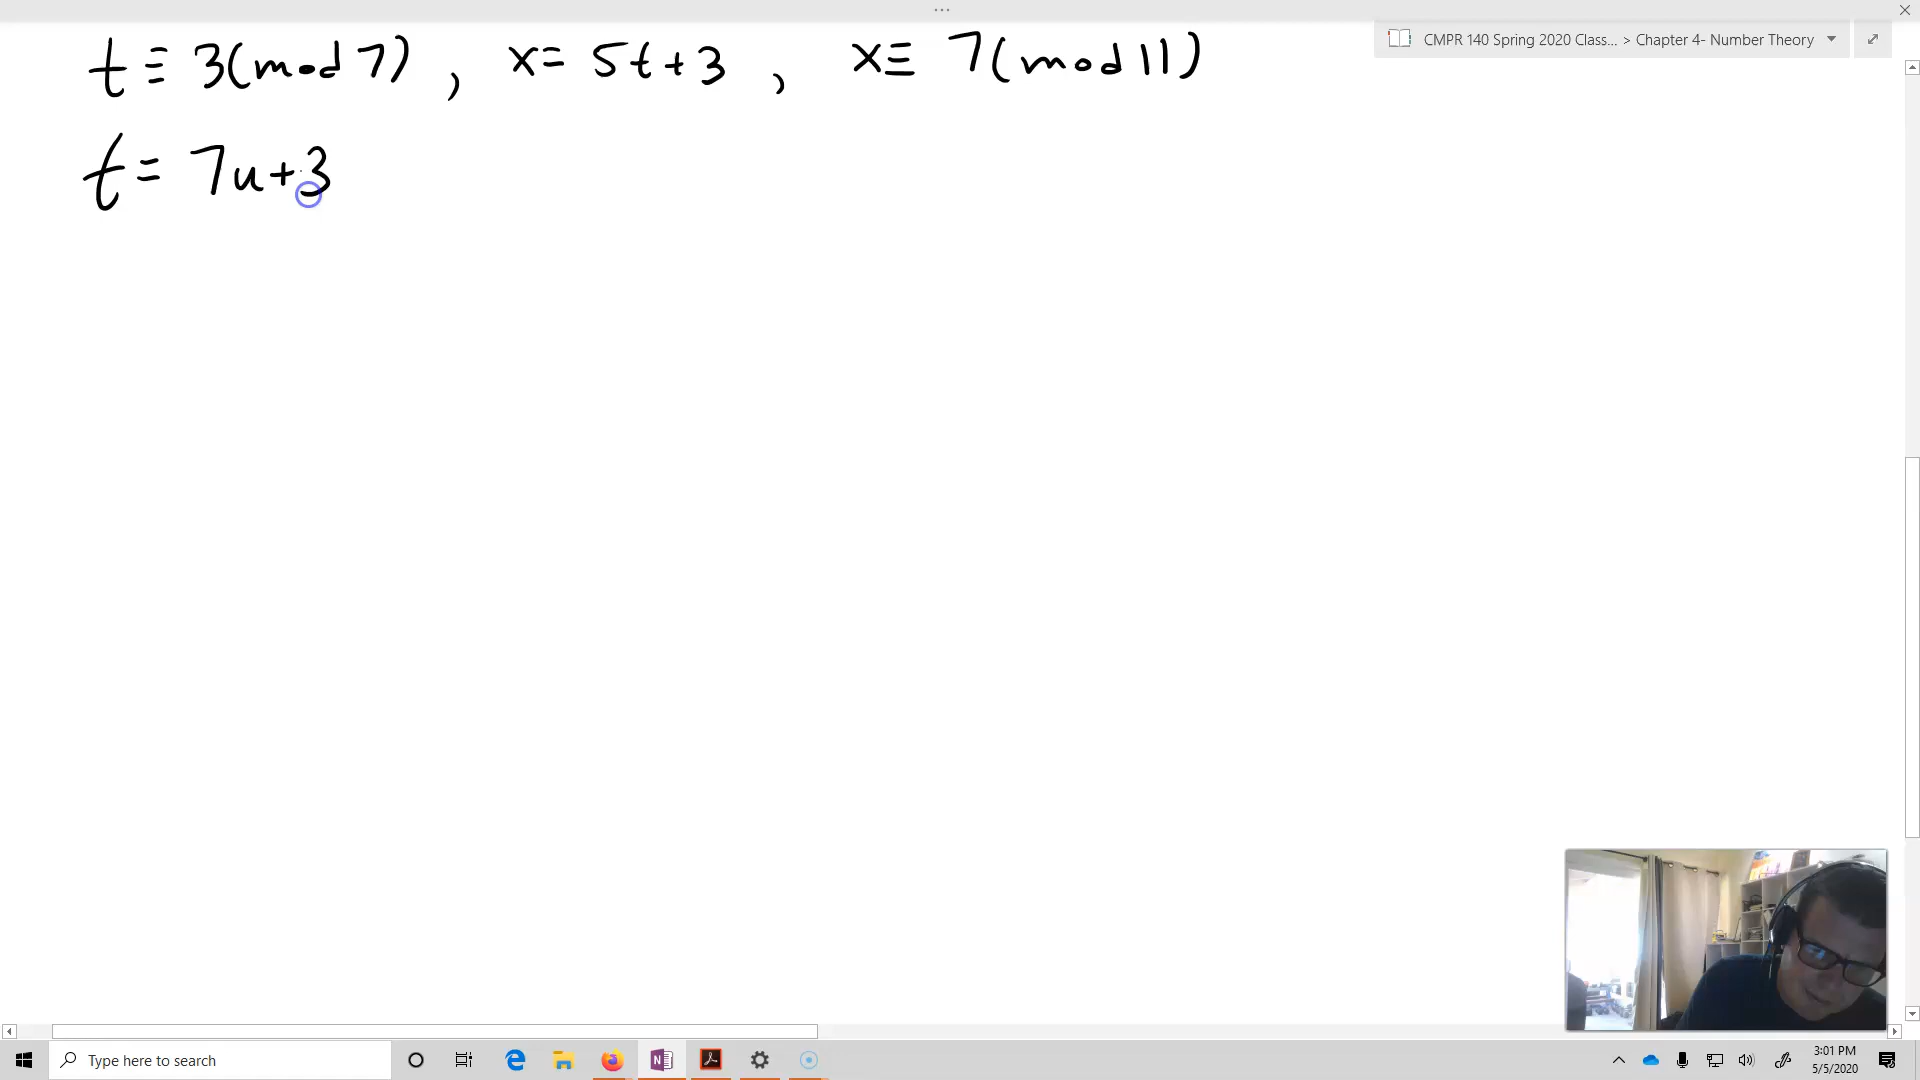 ...
CMPR 140 Spring 2020 Class... > Chapter 4- Number Theory
t ≡ 3(mod 7) , x = 5t+3 , x ≡ 7(mod 11)
t = 7u+3
Type here to search
3:01 PM
5/5/2020